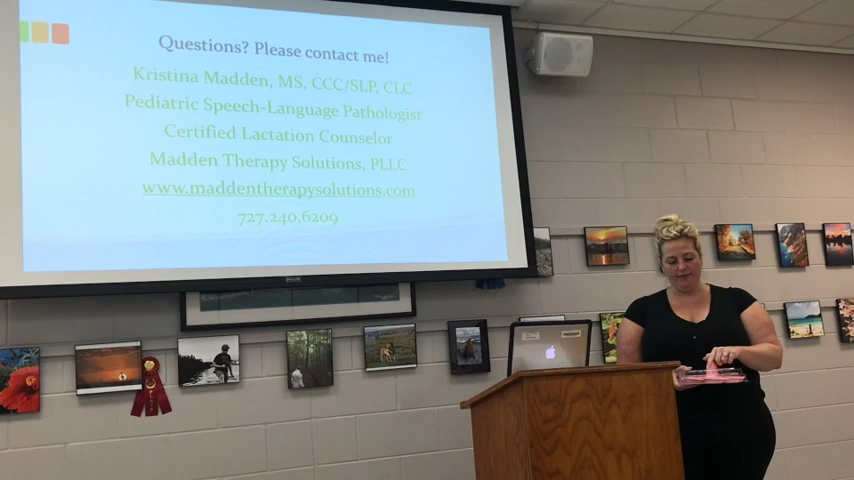 Questions? Please contact me!
Kristina Madden, MS, CCC/SLP, CLC
Pediatric Speech-Language Pathologist
Certified Lactation Counselor
Madden Therapy Solutions, PLLC
www.maddentherapysolutions.com
727.240.6209